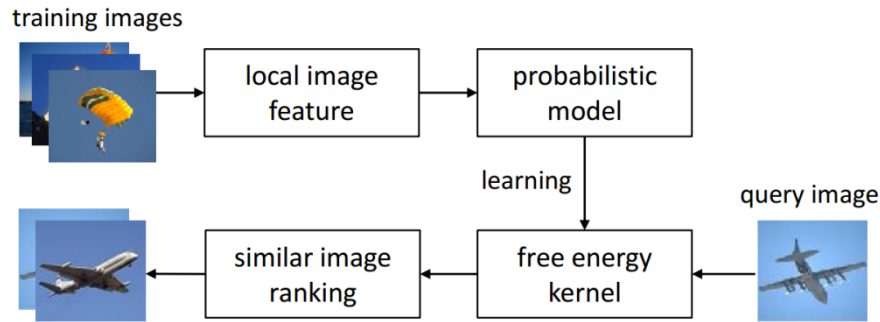 training images
local image
feature
probabilistic
model
learning
query image
similar image
ranking
free energy
kernel